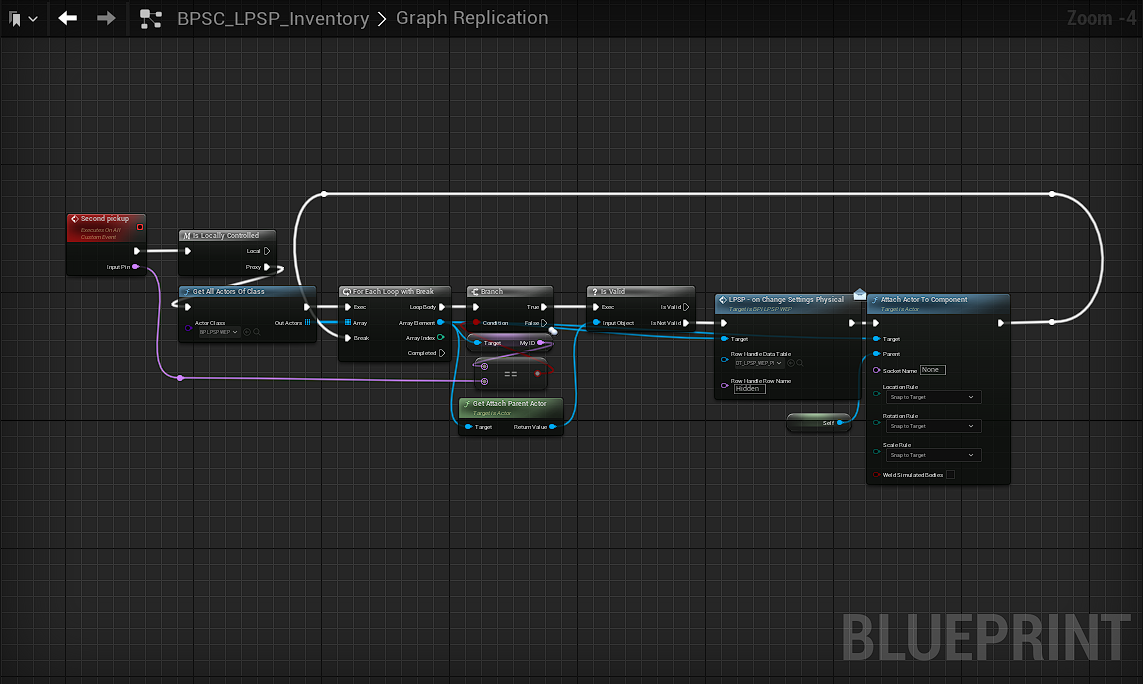 BPSC_LPSP_Inventory > Graph Replication
Zoom -4
Second pickup
Executes On All
Custom Event
Input Pin
Is Locally Controlled
Local
Proxy
Get All Actors Of Class
Actor Class
BP LPSP WEP
Out Actors
For Each Loop with Break
Exec
Array
Break
Loop Body
Array Element
Array Index
Completed
Branch
Condition
True
False
Target
My ID
==
Get Attach Parent Actor
Target is Actor
Target
Return Value
? Is Valid
Exec
Input Object
Is Valid
Is Not Valid
LPSP - on Change Settings Physical
Target is BPI LPSP WEP
Target
Row Handle Data Table
DT_LPSP_WEP_Pi
Row Handle Row Name
Hidden
Self
Attach Actor To Component
Target is Actor
Target
Parent
Socket Name None
Location Rule
Snap to Target
Rotation Rule
Snap to Target
Scale Rule
Snap to Target
Weld Simulated Bodies
BLUEPRINT